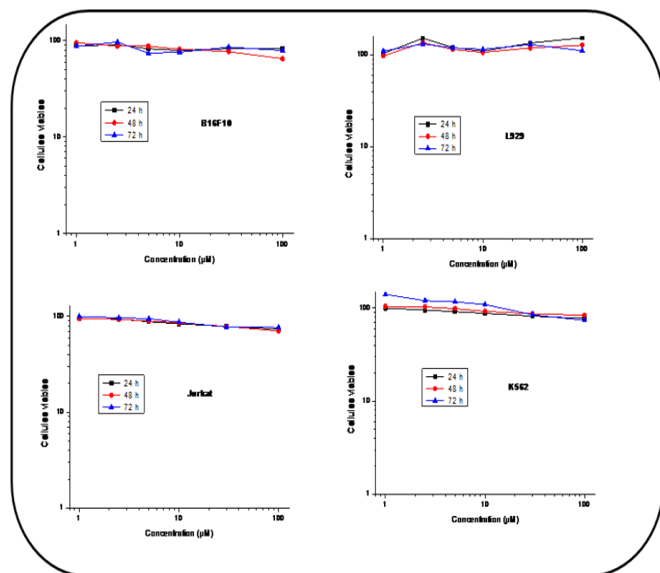 Cellules viables
100
10
1
24 h
48 h
72 h
B16F10
1
10
100
Concentration (µM)
Cellules viables
100
10
1
24 h
48 h
72 h
L929
1
10
100
Concentration (µM)
Cellules viables
100
10
1
24 h
48 h
72 h
Jurkat
1
10
100
Concentration (µM)
Cellules viables
100
10
1
24 h
48 h
72 h
K562
1
10
100
Concentration (µM)